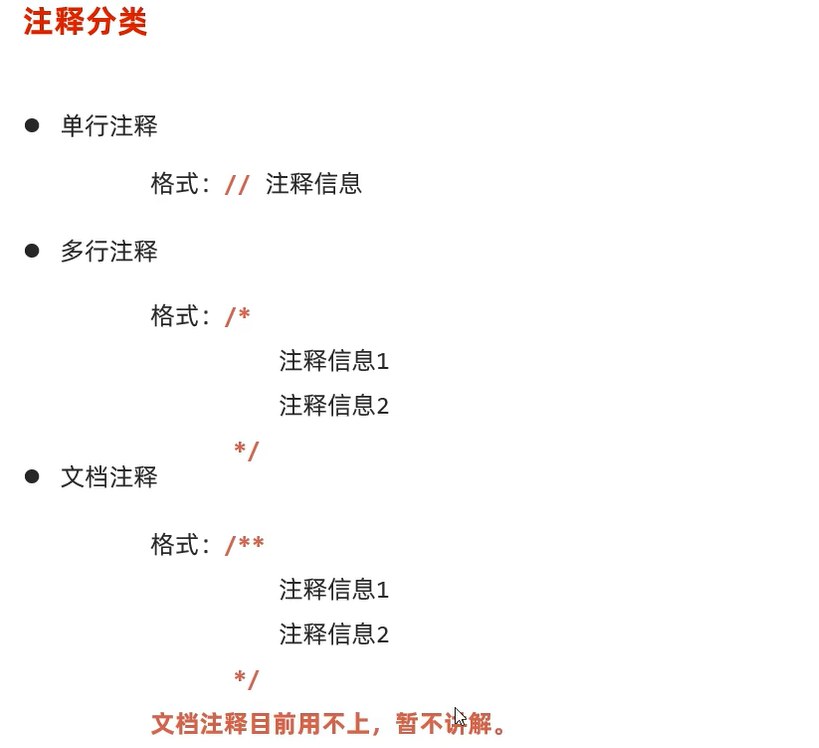 注释分类
● 单行注释
格式：// 注释信息
● 多行注释
格式：/*
注释信息1
注释信息2
*/
● 文档注释
格式：/**
注释信息1
注释信息2
*/
文档注释目前用不上，暂不讲解。